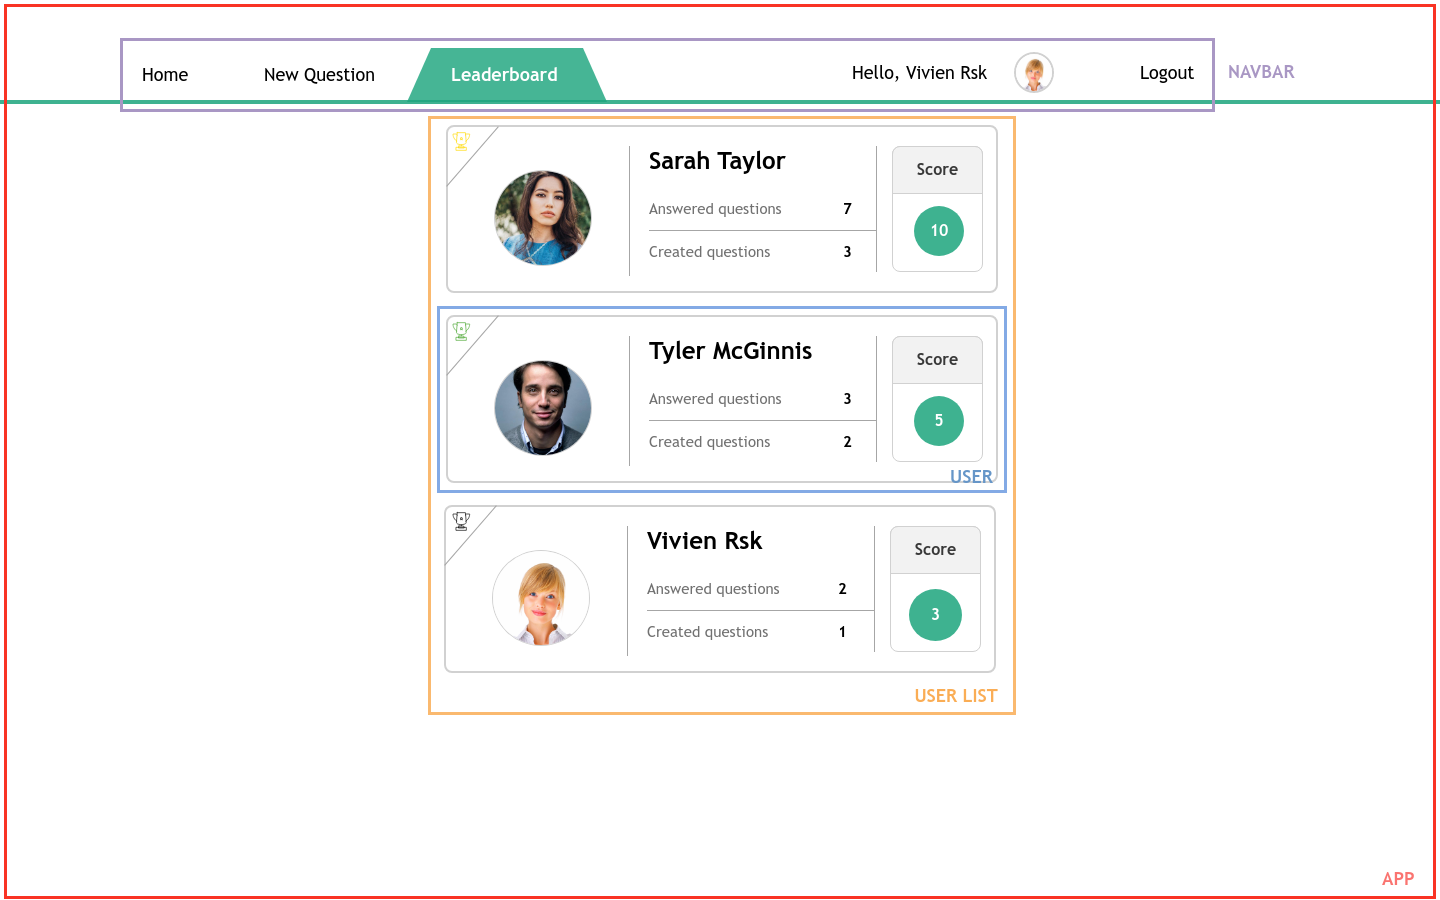 Home New Question Leaderboard Hello, Vivien Rsk Logout NAVBAR
Sarah Taylor
Score
Answered questions 7
10
Created questions 3
Tyler McGinnis
Score
Answered questions 3
5
Created questions 2
USER
Vivien Rsk
Score
Answered questions 2
3
Created questions 1
USER LIST
APP